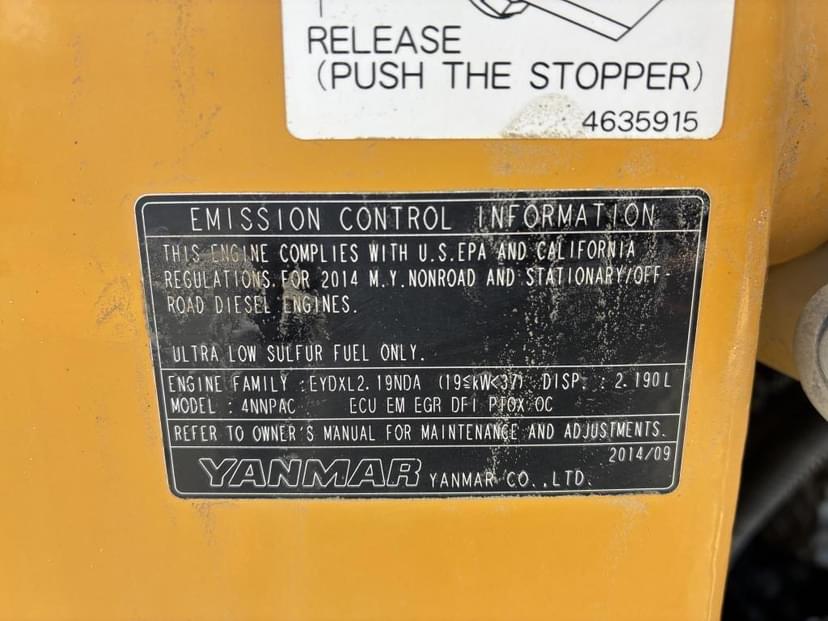 RELEASE
(PUSH THE STOPPER)
4635915
EMISSION CONTROL INFORMATION
THIS ENGINE COMPLIES WITH U.S.EPA AND CALIFORNIA
REGULATIONS FOR 2014 M.Y.NONROAD AND STATIONARY/OFF-
ROAD DIESEL ENGINES.
ULTRA LOW SULFUR FUEL ONLY.
ENGINE FAMILY :EYDXL2.19NDA (19≤kW<37) DISP. :2.190L
MODEL :4NNPAC ECU EM EGR DFI PTOX OC
REFER TO OWNER'S MANUAL FOR MAINTENANCE AND ADJUSTMENTS.
2014/09
YANMAR YANMAR CO.,LTD.